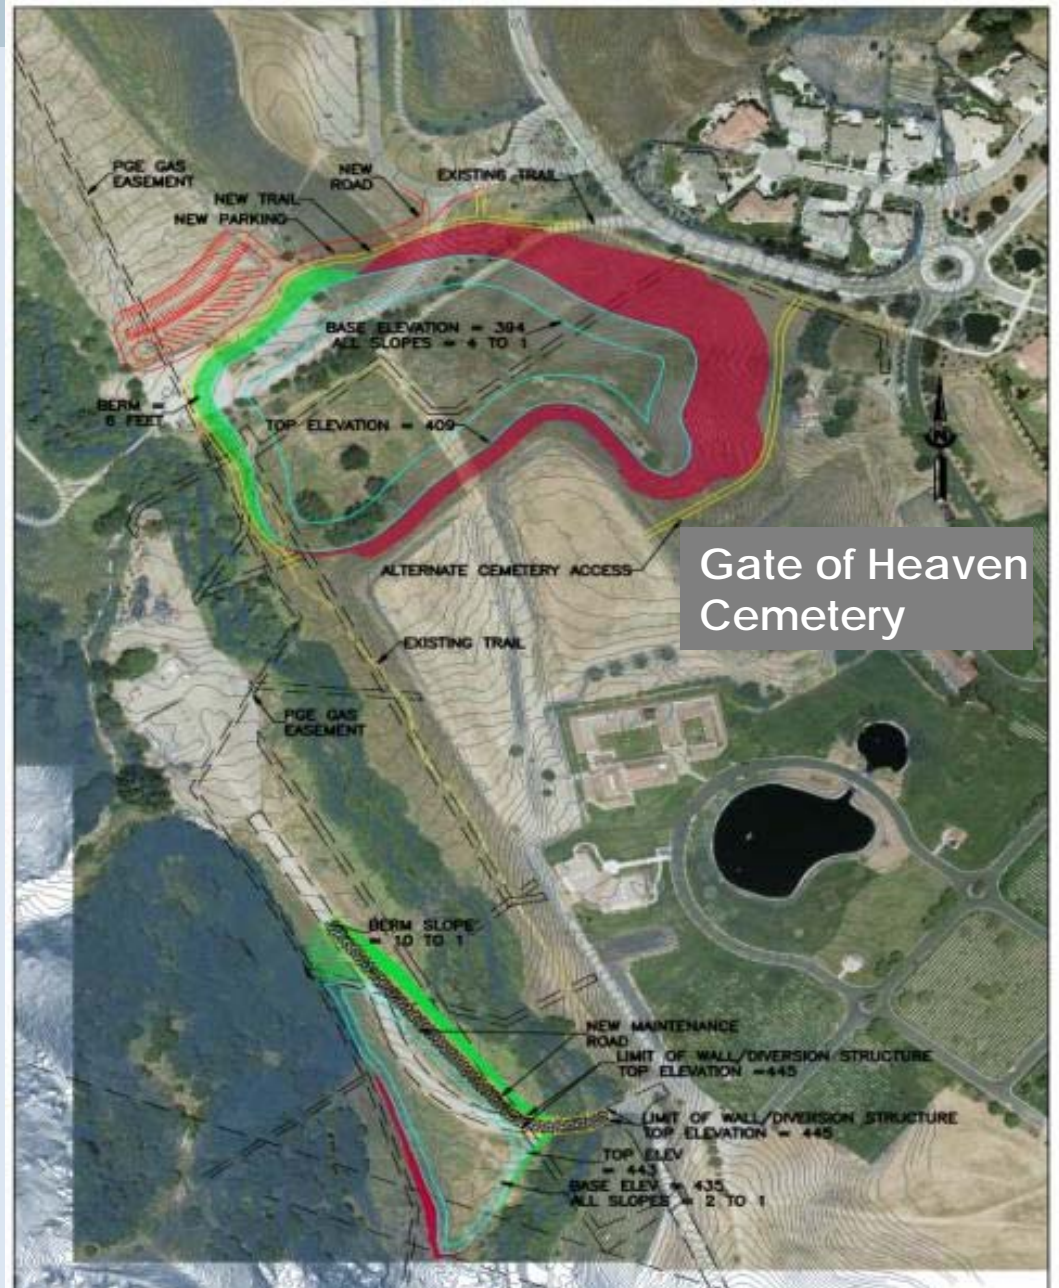 PGE GAS
EASEMENT
NEW
ROAD
EXISTING TRAIL
NEW TRAIL
NEW PARKING
BASE ELEVATION = 394
ALL SLOPES = 4 TO 1
BERM =
6 FEET
TOP ELEVATION = 409
N
ALTERNATE CEMETERY ACCESS
Gate of Heaven
Cemetery
EXISTING TRAIL
PGE GAS
EASEMENT
BERM SLOPE
= 10 TO 1
NEW MAINTENANCE
ROAD
LIMIT OF WALL/DIVERSION STRUCTURE
TOP ELEVATION =445
LIMIT OF WALL/DIVERSION STRUCTURE
TOP ELEVATION = 445
TOP ELEV
= 443
BASE ELEV = 435
ALL SLOPES = 2 TO 1